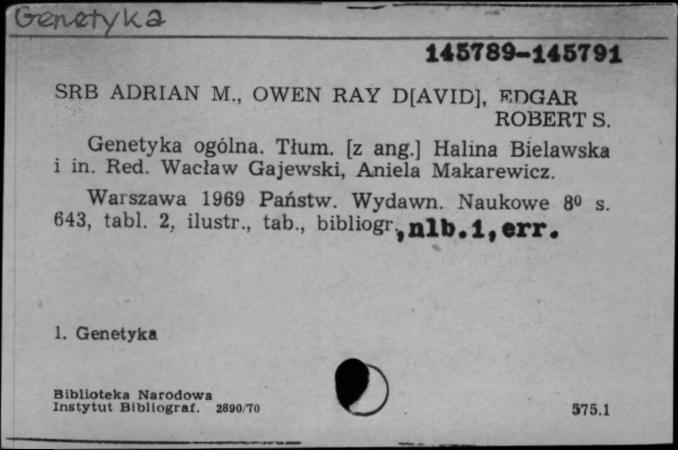 Genetyka
145789-145791
SRB ADRIAN M., OWEN RAY D[AVID], EDGAR
ROBERT S.
Genetyka ogólna. Tłum. [z ang.] Halina Bielawska
i in. Red. Wacław Gajewski, Aniela Makarewicz.
Warszawa 1969 Państw. Wydawn. Naukowe 8⁰ s.
643, tabl. 2, ilustr., tab., bibliogr., nlb.1, err.
1. Genetyka
Biblioteka Narodowa
Instytut Bibliograf. 2890/70
575.1